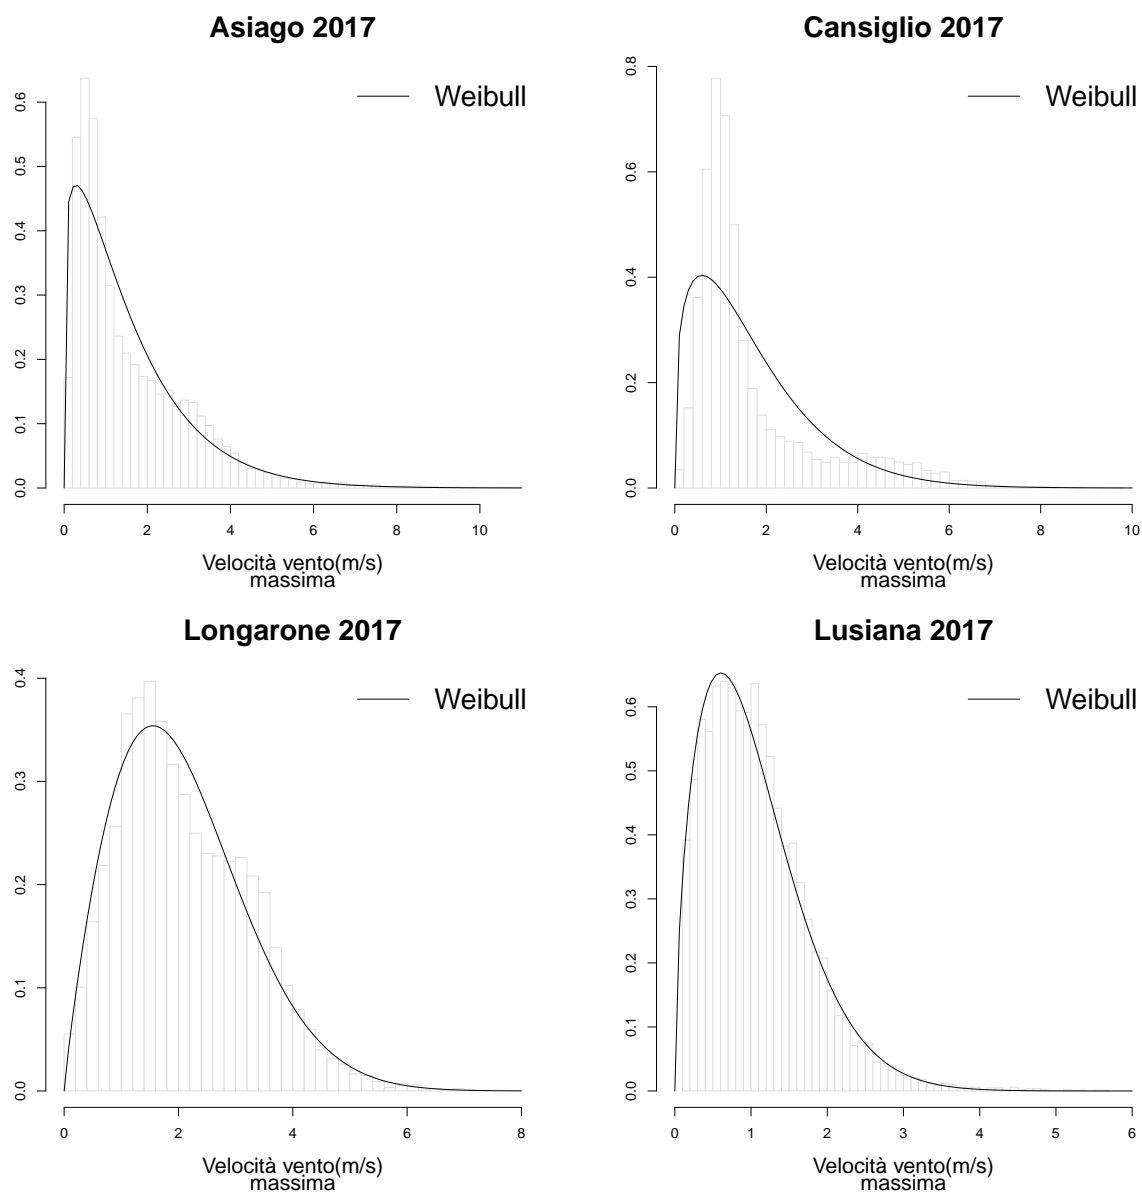 Asiago 2017
Weibull
0.0 0.1 0.2 0.3 0.4 0.5 0.6
0 2 4 6 8 10
Velocità vento(m/s)
massima
Cansiglio 2017
Weibull
0.0 0.2 0.4 0.6 0.8
0 2 4 6 8 10
Velocità vento(m/s)
massima
Longarone 2017
Weibull
0.0 0.1 0.2 0.3 0.4
0 2 4 6 8
Velocità vento(m/s)
massima
Lusiana 2017
Weibull
0.0 0.1 0.2 0.3 0.4 0.5 0.6
0 1 2 3 4 5 6
Velocità vento(m/s)
massima